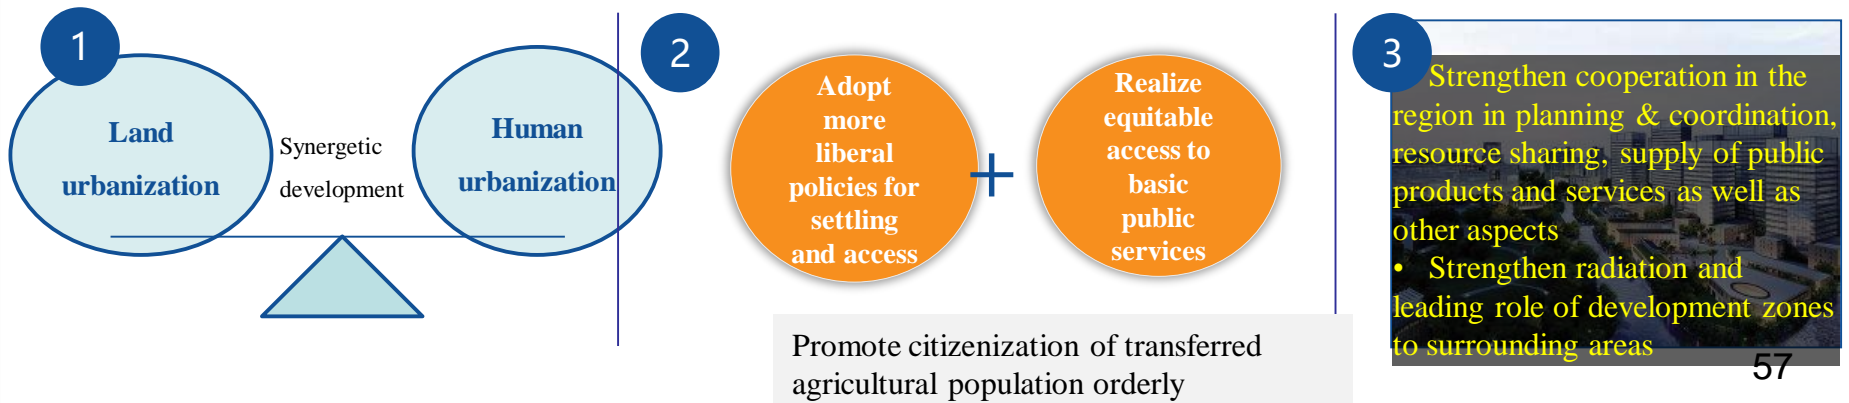 1
Land
urbanization
Synergetic
development
Human
urbanization
2
Adopt
more
liberal
policies for
settling
and access
+
Realize
equitable
access to
basic
public
services
Promote citizenization of transferred
agricultural population orderly
3
Strengthen cooperation in the
region in planning & coordination,
resource sharing, supply of public
products and services as well as
other aspects
• Strengthen radiation and
leading role of development zones
to surrounding areas
57